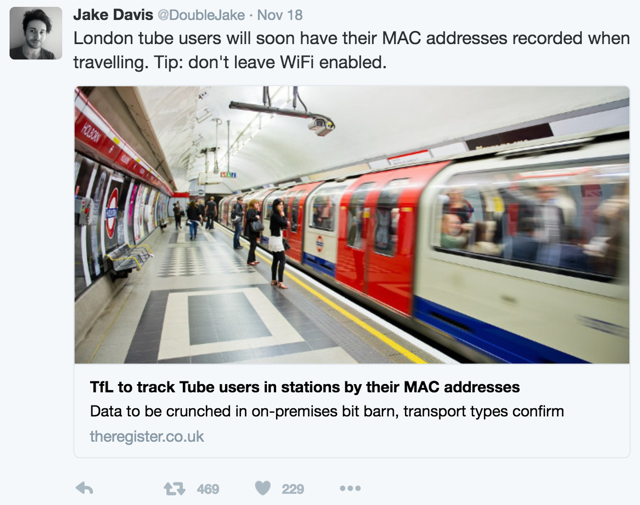 Jake Davis @DoubleJake · Nov 18
London tube users will soon have their MAC addresses recorded when
travelling. Tip: don't leave WiFi enabled.
HOLBORN
TfL to track Tube users in stations by their MAC addresses
Data to be crunched in on-premises bit barn, transport types confirm
theregister.co.uk
469 229